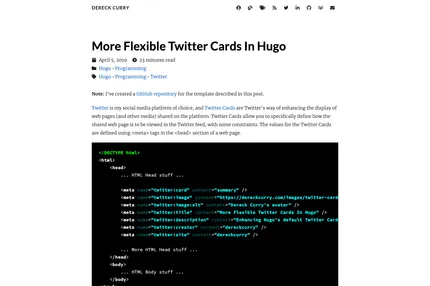 DERECK CURRY
More Flexible Twitter Cards In Hugo
April 5, 2019 23 minutes read
Hugo - Programming
Hugo - Programming - Twitter
Note: I've created a GitHub repository for the template described in this post.
Twitter is my social media platform of choice, and Twitter Cards are Twitter's way of enhancing the display
of web pages (and other media) shared on the platform. Twitter Cards allow you to specifically define how the
shared web page is to be viewed in the Twitter feed, with some constraints. The values for the Twitter Cards
are defined using <meta> tags in the <head> section of a web page.
<!DOCTYPE html>
<html>
<head>
... HTML Head stuff ...
<meta name="twitter:card" content="summary" />
<meta name="twitter:image" content="https://dereckcurry.com/images/twitter-card
<meta name="twitter:image:alt" content="Dereck Curry's avatar" />
<meta name="twitter:title" content="More Flexible Twitter Cards In Hugo" />
<meta name="twitter:description" content="Enhancing Hugo's default Twitter Card
<meta name="twitter:creator" content="dereckcurry" />
<meta name="twitter:site" content="dereckcurry" />
... More HTML Head stuff ...
</head>
<body>
... HTML Body stuff ...
</body>